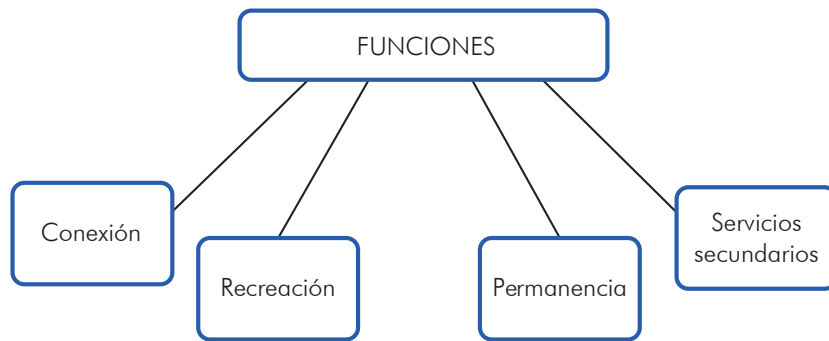 FUNCIONES
Conexión
Recreación
Permanencia
Servicios
secundarios